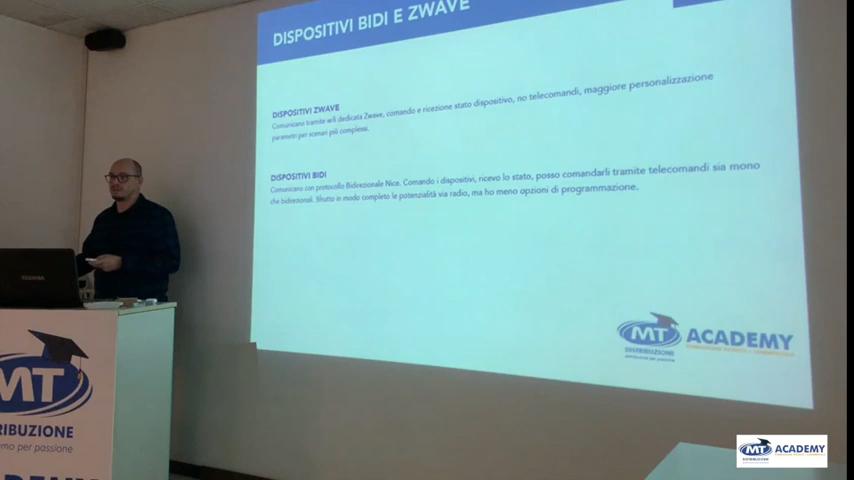 DISPOSITIVI BIDI E ZWAVE
DISPOSITIVI ZWAVE
Comunicano tramite wifi dedicata Zwave, comando e ricezione stato dispositivo, no telecomandi, maggiore personalizzazione
parametri per scenari più complessi.
DISPOSITIVI BIDI
Comunicano con protocollo Bidirezionale Nice. Comando i dispositivi, ricevo lo stato, posso comandarli tramite telecomandi sia mono
che bidirezionali. Sfrutto in modo completo le potenzialità via radio, ma ho meno opzioni di programmazione.
MT ACADEMY
DISTRIBUZIONE
TOSHIBA
MT
RIBUZIONE
mo per passione
MT ACADEMY